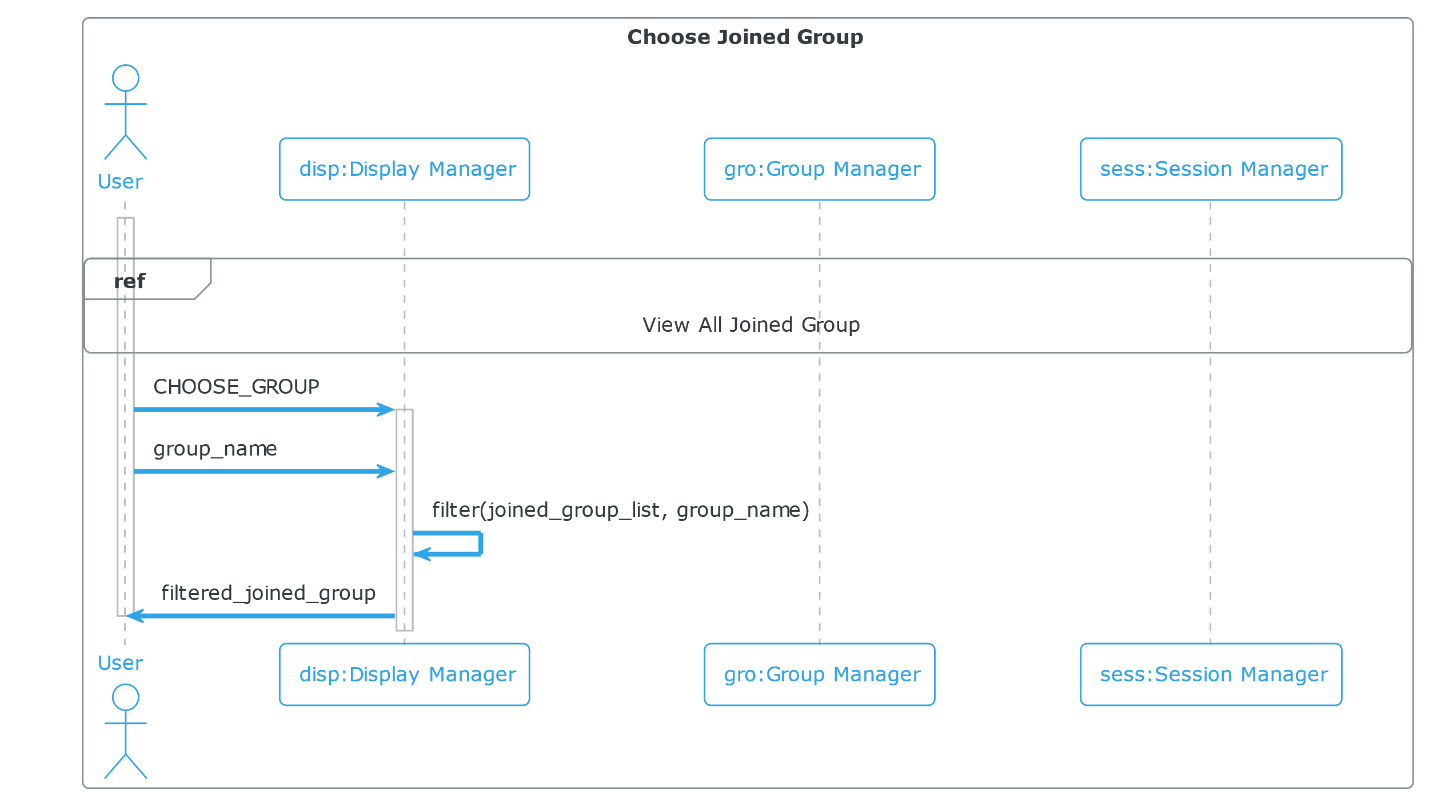 Choose Joined Group
User
disp:Display Manager
gro:Group Manager
sess:Session Manager
ref
View All Joined Group
CHOOSE_GROUP
group_name
filter(joined_group_list, group_name)
filtered_joined_group
User
disp:Display Manager
gro:Group Manager
sess:Session Manager